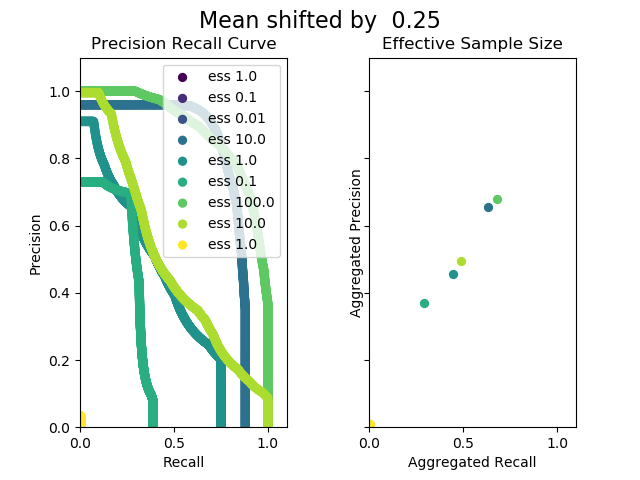 Mean shifted by  0.25
Precision Recall Curve
Effective Sample Size
ess 1.0
ess 0.1
ess 0.01
ess 10.0
ess 1.0
ess 0.1
ess 100.0
ess 10.0
ess 1.0
Precision
1.0
0.8
0.6
0.4
0.2
0.0
0.0
0.5
1.0
Recall
Aggregated Precision
0.0
0.5
1.0
Aggregated Recall